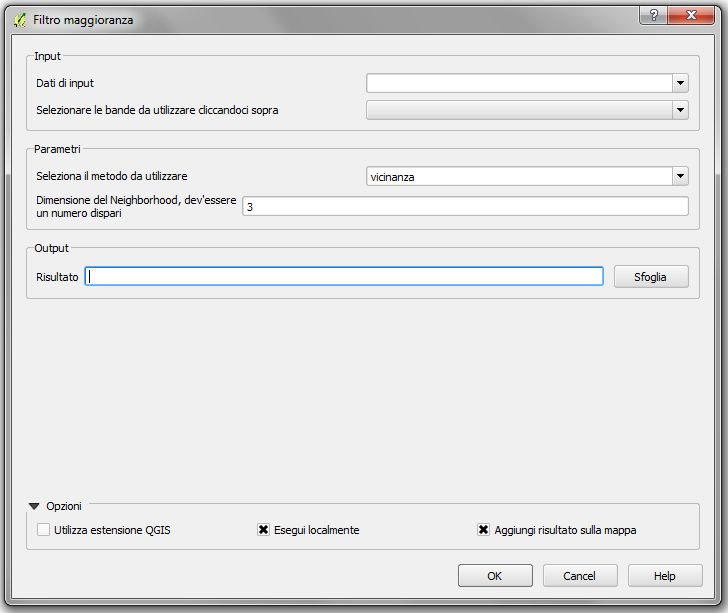 Filtro maggioranza
?
Input
Dati di input
Selezionare le bande da utilizzare cliccandoci sopra
Parametri
Seleziona il metodo da utilizzare
vicinanza
Dimensione del Neighborhood, dev'essere
un numero dispari
3
Output
Risultato
Sfoglia
Opzioni
Utilizza estensione QGIS
Esegui localmente
Aggiungi risultato sulla mappa
OK
Cancel
Help